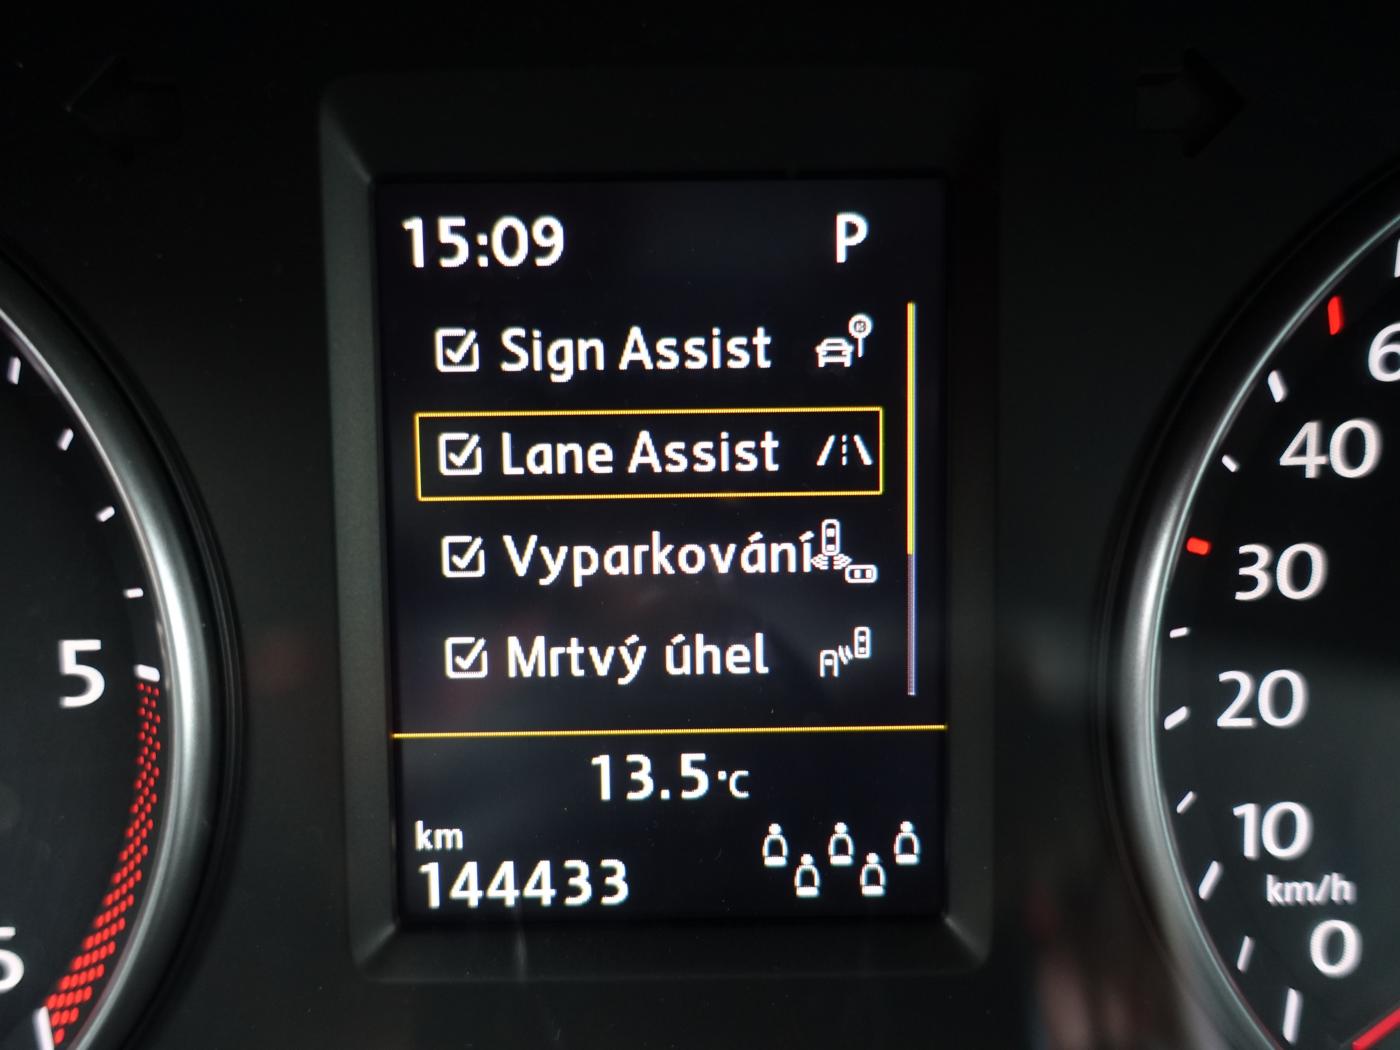 15:09 P
Sign Assist
Lane Assist
Vyparkování
Mrtvý úhel
13.5°C
km
144433
5
6
40
30
20
10
km/h
0